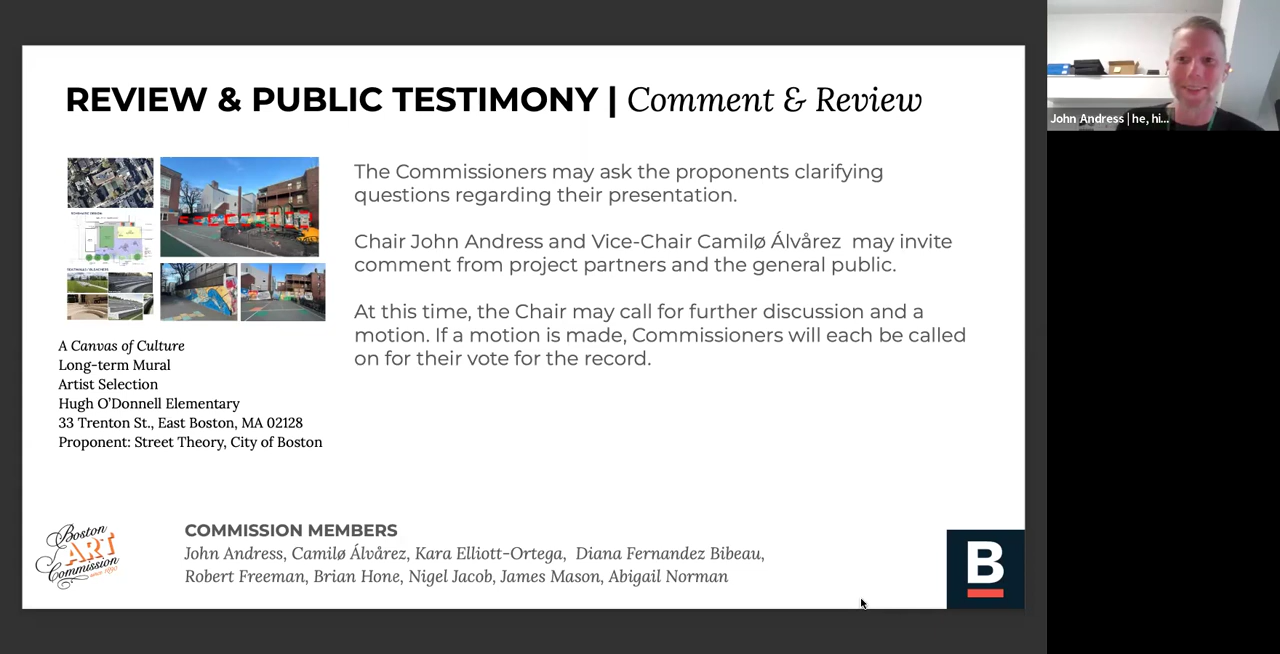 REVIEW & PUBLIC TESTIMONY | Comment & Review
The Commissioners may ask the proponents clarifying
questions regarding their presentation.
Chair John Andress and Vice-Chair Camilø Álvårez may invite
comment from project partners and the general public.
At this time, the Chair may call for further discussion and a
motion. If a motion is made, Commissioners will each be called
on for their vote for the record.
A Canvas of Culture
Long-term Mural
Artist Selection
Hugh O'Donnell Elementary
33 Trenton St., East Boston, MA 02128
Proponent: Street Theory, City of Boston
Boston
ART
Commission
since 1890
COMMISSION MEMBERS
John Andress, Camilø Álvårez, Kara Elliott-Ortega, Diana Fernandez Bibeau,
Robert Freeman, Brian Hone, Nigel Jacob, James Mason, Abigail Norman
B
John Andress | he, hi...